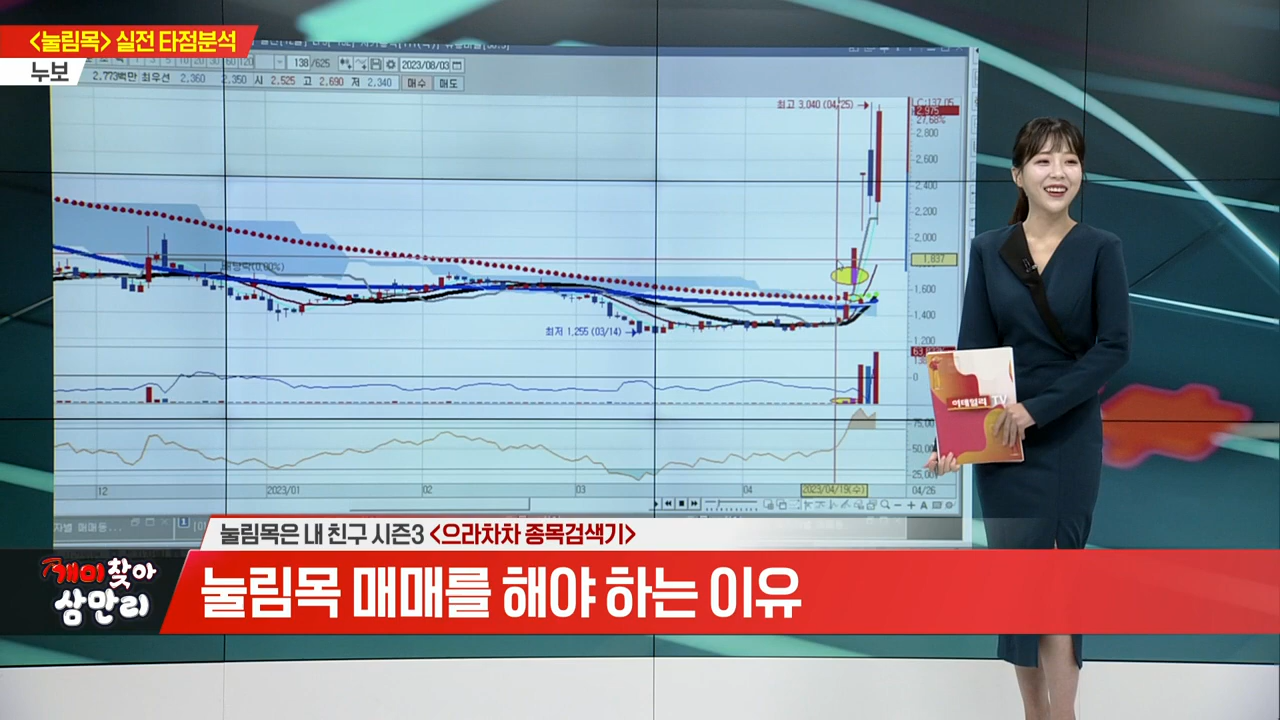 <눌림목> 실전 타점분석
누보
138/625
2023/08/03
2,773백만 최우선 2,360 2,350 시 2,525 고 2,690 저 2,340 매수 매도
최고 3,040 (04/25)
LC:137.05
2,975
27.68%
2,800
2,600
2,400
2,200
2,000
1,837
1,600
1,400
1,200
최저 1,255 (03/14)
0
75.00
50.00
25.00
12
2023/01
02
03
04
2023/04/19(수)
04/26
이데일리 TV
눌림목은 내 친구 시즌3 <으라차차 종목검색기>
개미찾아
삼만리
눌림목 매매를 해야 하는 이유